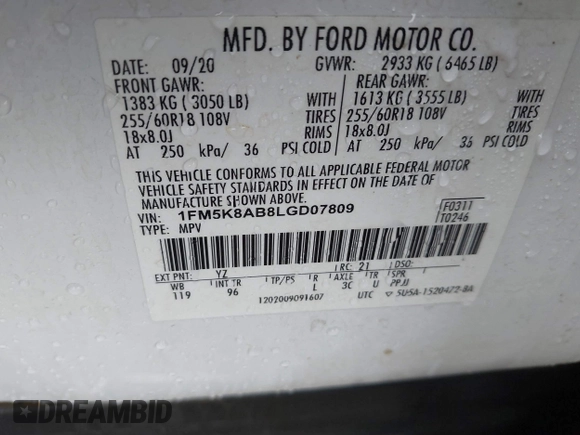 MFD. BY FORD MOTOR CO.
DATE: 09/20 GVWR: 2933 KG ( 6465 LB)
FRONT GAWR: REAR GAWR:
1383 KG ( 3050 LB) WITH 1613 KG ( 3555 LB) WITH
255/60R18 108V TIRES 255/60R18 108V TIRES
18x8.0J RIMS 18x8.0J RIMS
AT 250 kPa/ 36 PSI COLD AT 250 kPa/ 36 PSI COLD
THIS VEHICLE CONFORMS TO ALL APPLICABLE FEDERAL MOTOR
VEHICLE SAFETY STANDARDS IN EFFECT ON THE DATE OF
MANUFACTURE SHOWN ABOVE.
VIN: 1FM5K8AB8LGD07809 F0311
TYPE: MPV T0246
EXT PNT: YZ RC: 21 DSO:
WB INT TR TP/PS R AXLE TR SPR
119 96 L 3C U PPJJ
1202009091607 UTC 5U5A-1520472-BA
DREAMBID